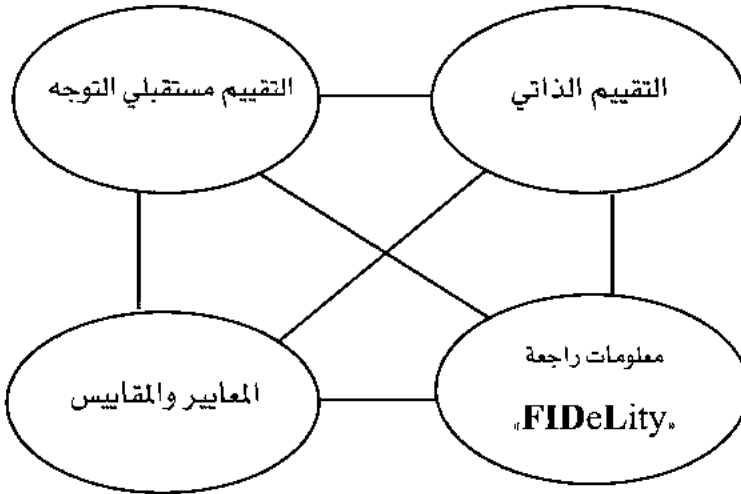 التقييم مستقبلي التوجه
التقييم الذاتي
المعايير والمقاييس
معلومات راجعة
«FIDeLity»